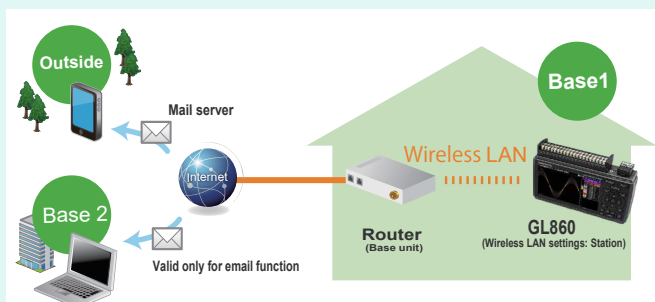 Outside
Mail server
Base1
Wireless LAN
Internet
Base 2
Router
(Base unit)
GL860
(Wireless LAN settings: Station)
Valid only for email function